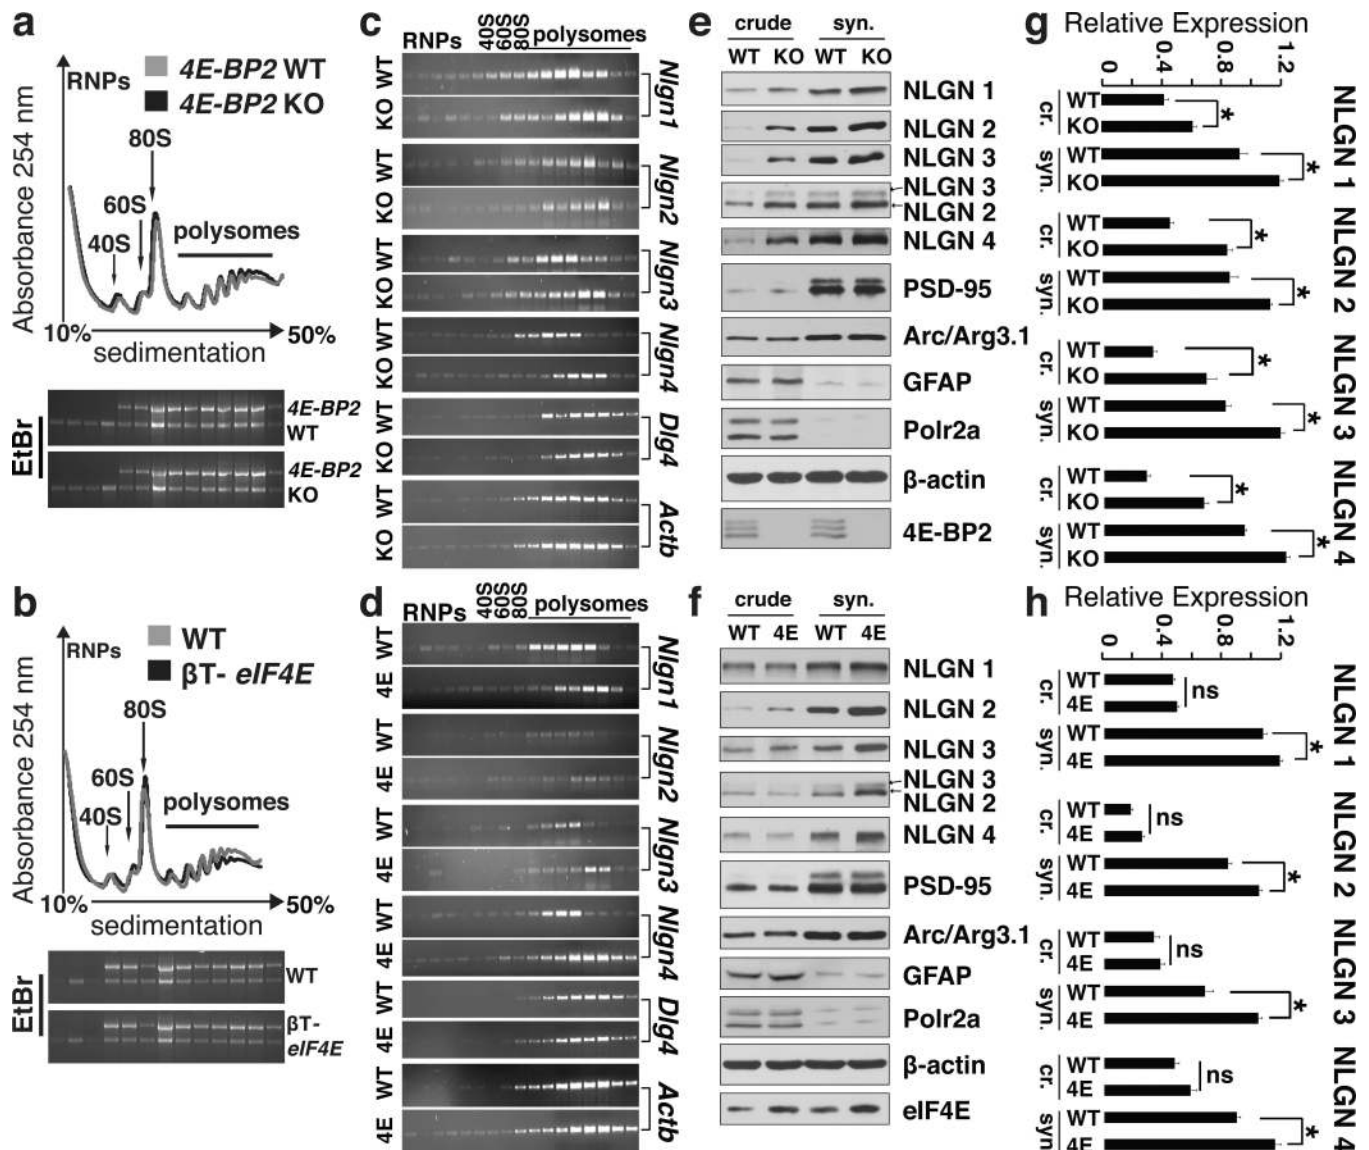 a
RNPs
4E-BP2 WT
4E-BP2 KO
Absorbance 254 nm
80S
60S
40S
polysomes
10%
50%
sedimentation
EtBr
4E-BP2
WT
4E-BP2
KO
b
RNPs
WT
βT- eIF4E
Absorbance 254 nm
80S
60S
40S
polysomes
10%
50%
sedimentation
EtBr
WT
βT-
eIF4E
c
RNPs 40S 60S 80S polysomes
WT
KO
Nlgn1
WT
KO
Nlgn2
WT
KO
Nlgn3
WT
KO
Nlgn4
WT
KO
Dlg4
WT
KO
Actb
d
RNPs 40S 60S 80S polysomes
WT
4E
Nlgn1
WT
4E
Nlgn2
WT
4E
Nlgn3
WT
4E
Nlgn4
WT
4E
Dlg4
WT
4E
Actb
e
crude syn.
WT KO WT KO
NLGN 1
NLGN 2
NLGN 3
NLGN 3
NLGN 2
NLGN 4
PSD-95
Arc/Arg3.1
GFAP
Polr2a
β-actin
4E-BP2
f
crude syn.
WT 4E WT 4E
NLGN 1
NLGN 2
NLGN 3
NLGN 3
NLGN 2
NLGN 4
PSD-95
Arc/Arg3.1
GFAP
Polr2a
β-actin
eIF4E
g
Relative Expression
0 0.4 0.8 1.2
cr. WT
KO
*
syn. WT
KO
*
NLGN 1
cr. WT
KO
*
syn. WT
KO
*
NLGN 2
cr. WT
KO
*
syn. WT
KO
*
NLGN 3
cr. WT
KO
*
syn. WT
KO
*
NLGN 4
h
Relative Expression
0 0.4 0.8 1.2
cr. WT
4E
ns
syn. WT
4E
*
NLGN 1
cr. WT
4E
ns
syn. WT
4E
*
NLGN 2
cr. WT
4E
ns
syn. WT
4E
*
NLGN 3
cr. WT
4E
ns
syn. WT
4E
*
NLGN 4